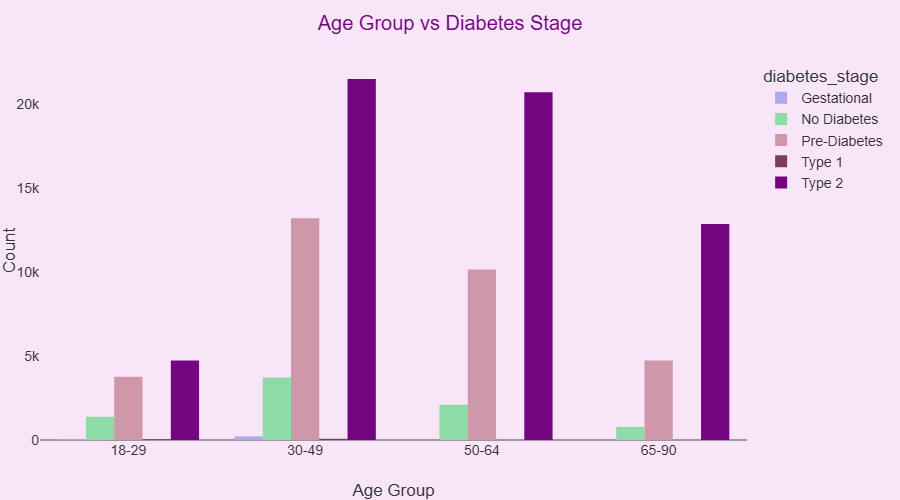 Age Group vs Diabetes Stage
diabetes_stage
Gestational
No Diabetes
Pre-Diabetes
Type 1
Type 2
Count
20k
15k
10k
5k
0
18-29
30-49
50-64
65-90
Age Group